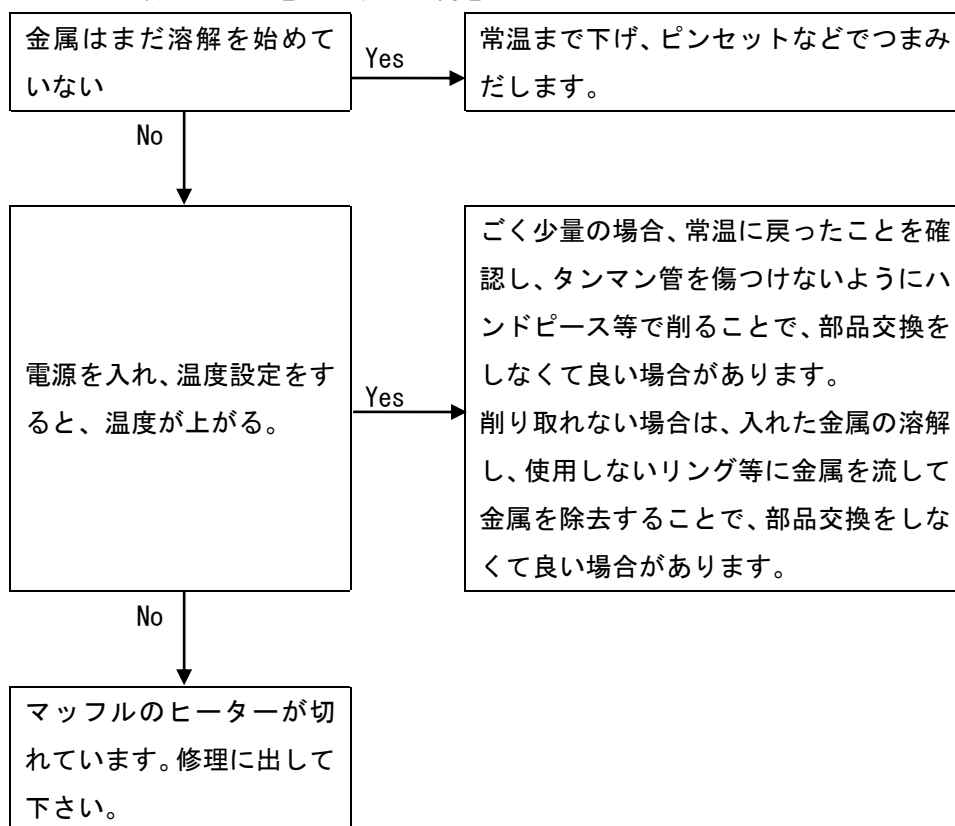 金属はまだ溶解を始めて
いない
Yes
常温まで下げ、ピンセットなどでつまみ
だします。
No
電源を入れ、温度設定をす
ると、温度が上がる。
Yes
ごく少量の場合、常温に戻ったことを確
認し、タンマン管を傷つけないようにハ
ンドピース等で削ることで、部品交換を
しなくて良い場合があります。
削り取れない場合は、入れた金属の溶解
し、使用しないリング等に金属を流して
金属を除去することで、部品交換をしな
くて良い場合があります。
No
マッフルのヒーターが切
れています。修理に出して
下さい。